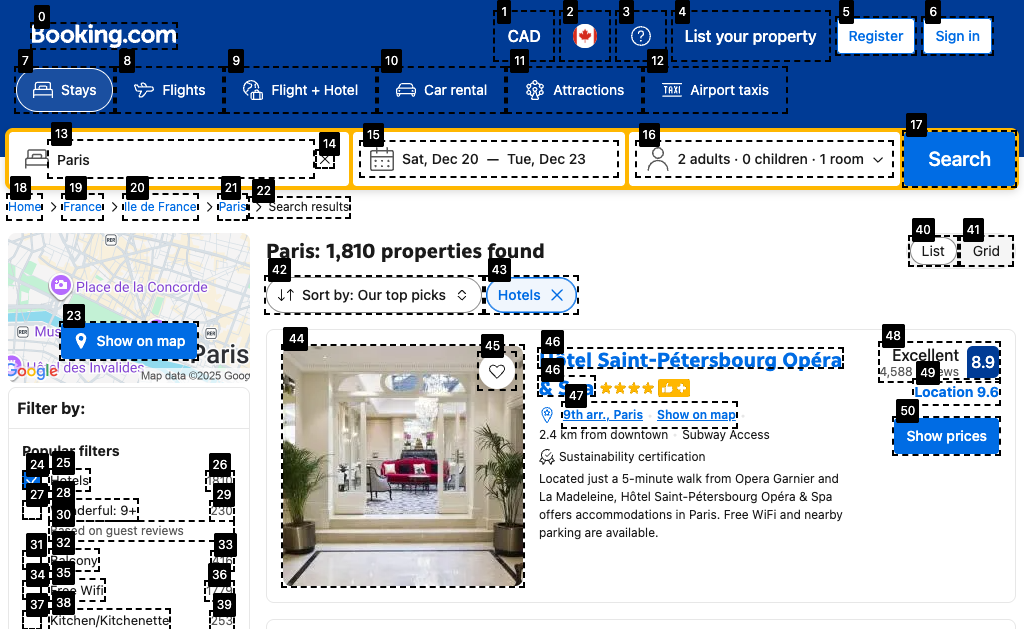 0
Booking.com
1
CAD
2
3
4
List your property
5
Register
6
Sign in
7
Stays
8
Flights
9
Flight + Hotel
10
Car rental
11
Attractions
12
TAXI
Airport taxis
13
Paris
14
15
Sat, Dec 20 — Tue, Dec 23
16
2 adults · 0 children · 1 room
17
Search
18
Home
19
France
20
Ile de France
21
Paris
22
Search results
Paris: 1,810 properties found
40
List
41
Grid
42
Sort by: Our top picks
43
Hotels
RER
Place de la Concorde
23
Show on map
RER
RER
Paris
des Invalides
Google
Map data ©2025
Filter by:
Popular filters
24
25
Hotels
26
27
28
Wonderful: 9+
29
230
30
Based on guest reviews
31
32
Balcony
33
34
35
Free Wifi
36
37
38
Kitchen/Kitchenette
39
253
44
45
46
Hotel Saint-Pétersbourg Opéra
46
& Spa
47
9th arr., Paris
Show on map
2.4 km from downtown · Subway Access
Sustainability certification
Located just a 5-minute walk from Opera Garnier and
La Madeleine, Hôtel Saint-Pétersbourg Opéra & Spa
offers accommodations in Paris. Free WiFi and nearby
parking are available.
48
Excellent
4,588 reviews
8.9
49
Location 9.6
50
Show prices